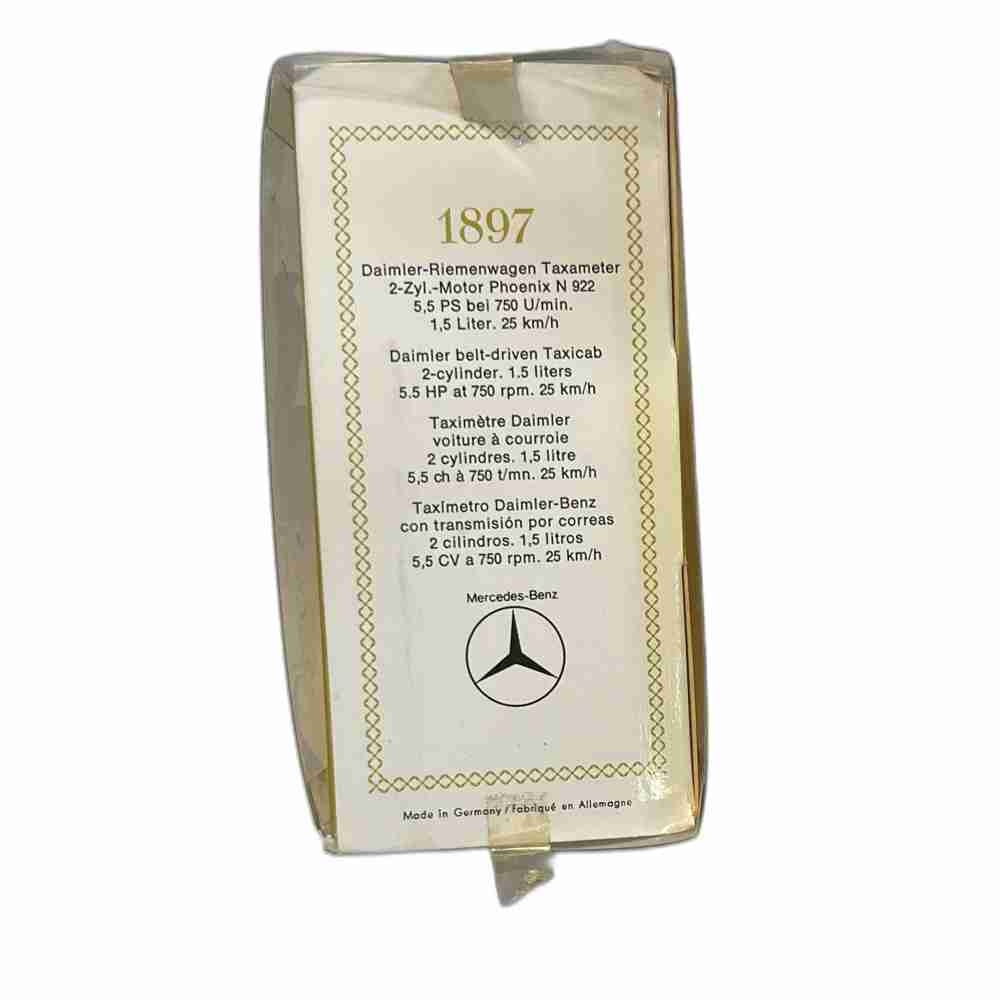 1897
Daimler-Riemenwagen Taxameter
2-Zyl.-Motor Phoenix N 922
5,5 PS bei 750 U/min.
1,5 Liter. 25 km/h
Daimler belt-driven Taxicab
2-cylinder. 1.5 liters
5.5 HP at 750 rpm. 25 km/h
Taximètre Daimler
voiture à courroie
2 cylindres. 1,5 litre
5,5 ch à 750 t/mn. 25 km/h
Taxímetro Daimler-Benz
con transmisión por correas
2 cilindros. 1,5 litros
5,5 CV a 750 rpm. 25 km/h
Mercedes-Benz
Made in Germany / Fabriqué en Allemagne